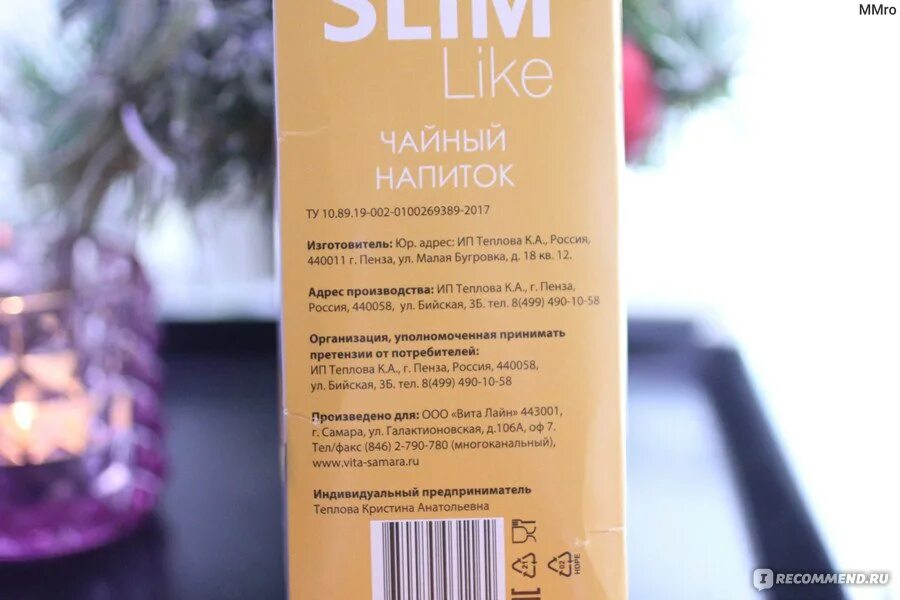 MMro
SLIM
Like
ЧАЙНЫЙ
НАПИТОК
ТУ 10.89.19-002-0100269389-2017
Изготовитель: Юр. адрес: ИП Теплова К.А., Россия,
440011 г. Пенза, ул. Малая Бугровка, д. 18 кв. 12.
Адрес производства: ИП Теплова К.А., г. Пенза,
Россия, 440058, ул. Бийская, 3Б. тел. 8(499) 490-10-58
Организация, уполномоченная принимать
претензии от потребителей:
ИП Теплова К.А., г. Пенза, Россия, 440058,
ул. Бийская, 3Б. тел. 8(499) 490-10-58
Произведено для: ООО «Вита Лайн» 443001,
г. Самара, ул. Галактионовская, д.106А, оф 7.
Тел/факс (846) 2-790-780 (многоканальный),
www.vita-samara.ru
Индивидуальный предприниматель
Теплова Кристина Анатольевна
21
02
HDPE
I RECOMMEND.RU